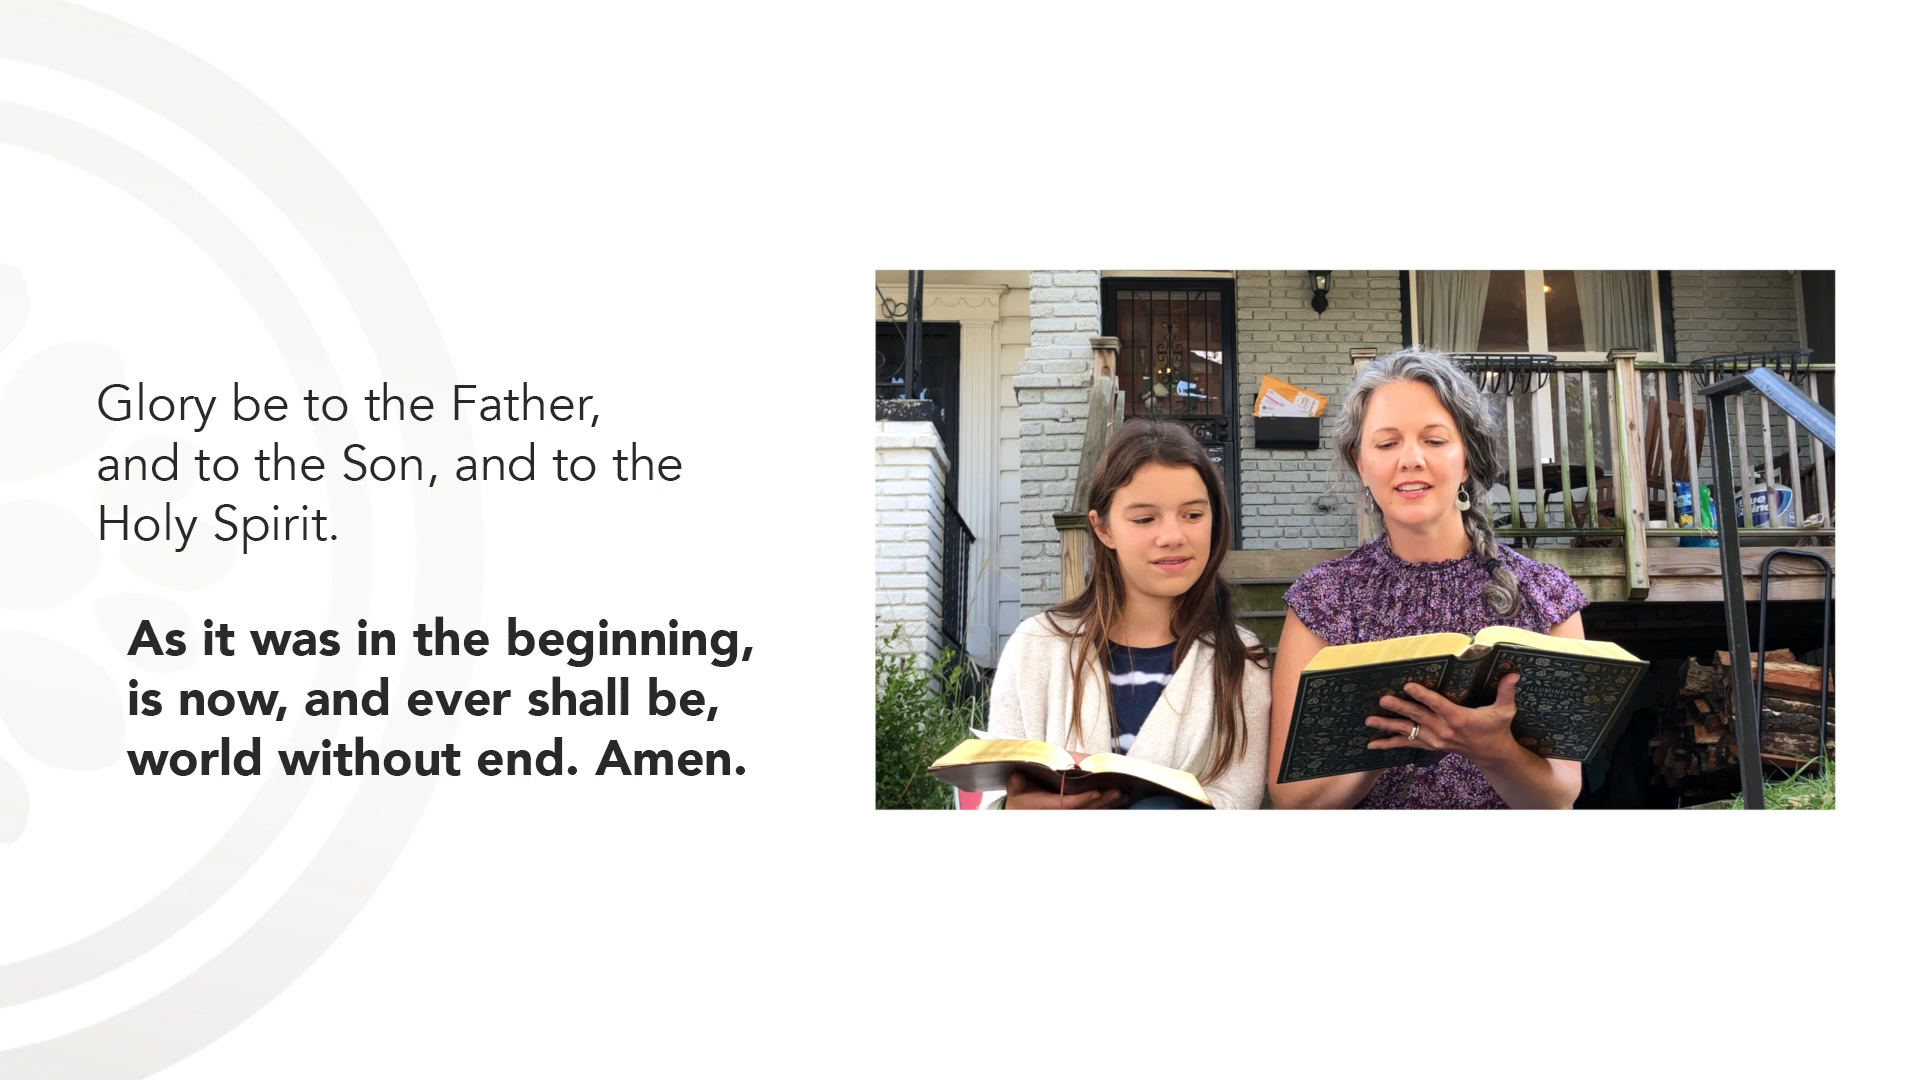 Glory be to the Father,
and to the Son, and to the
Holy Spirit.
As it was in the beginning,
is now, and ever shall be,
world without end. Amen.
ILLUMINATED